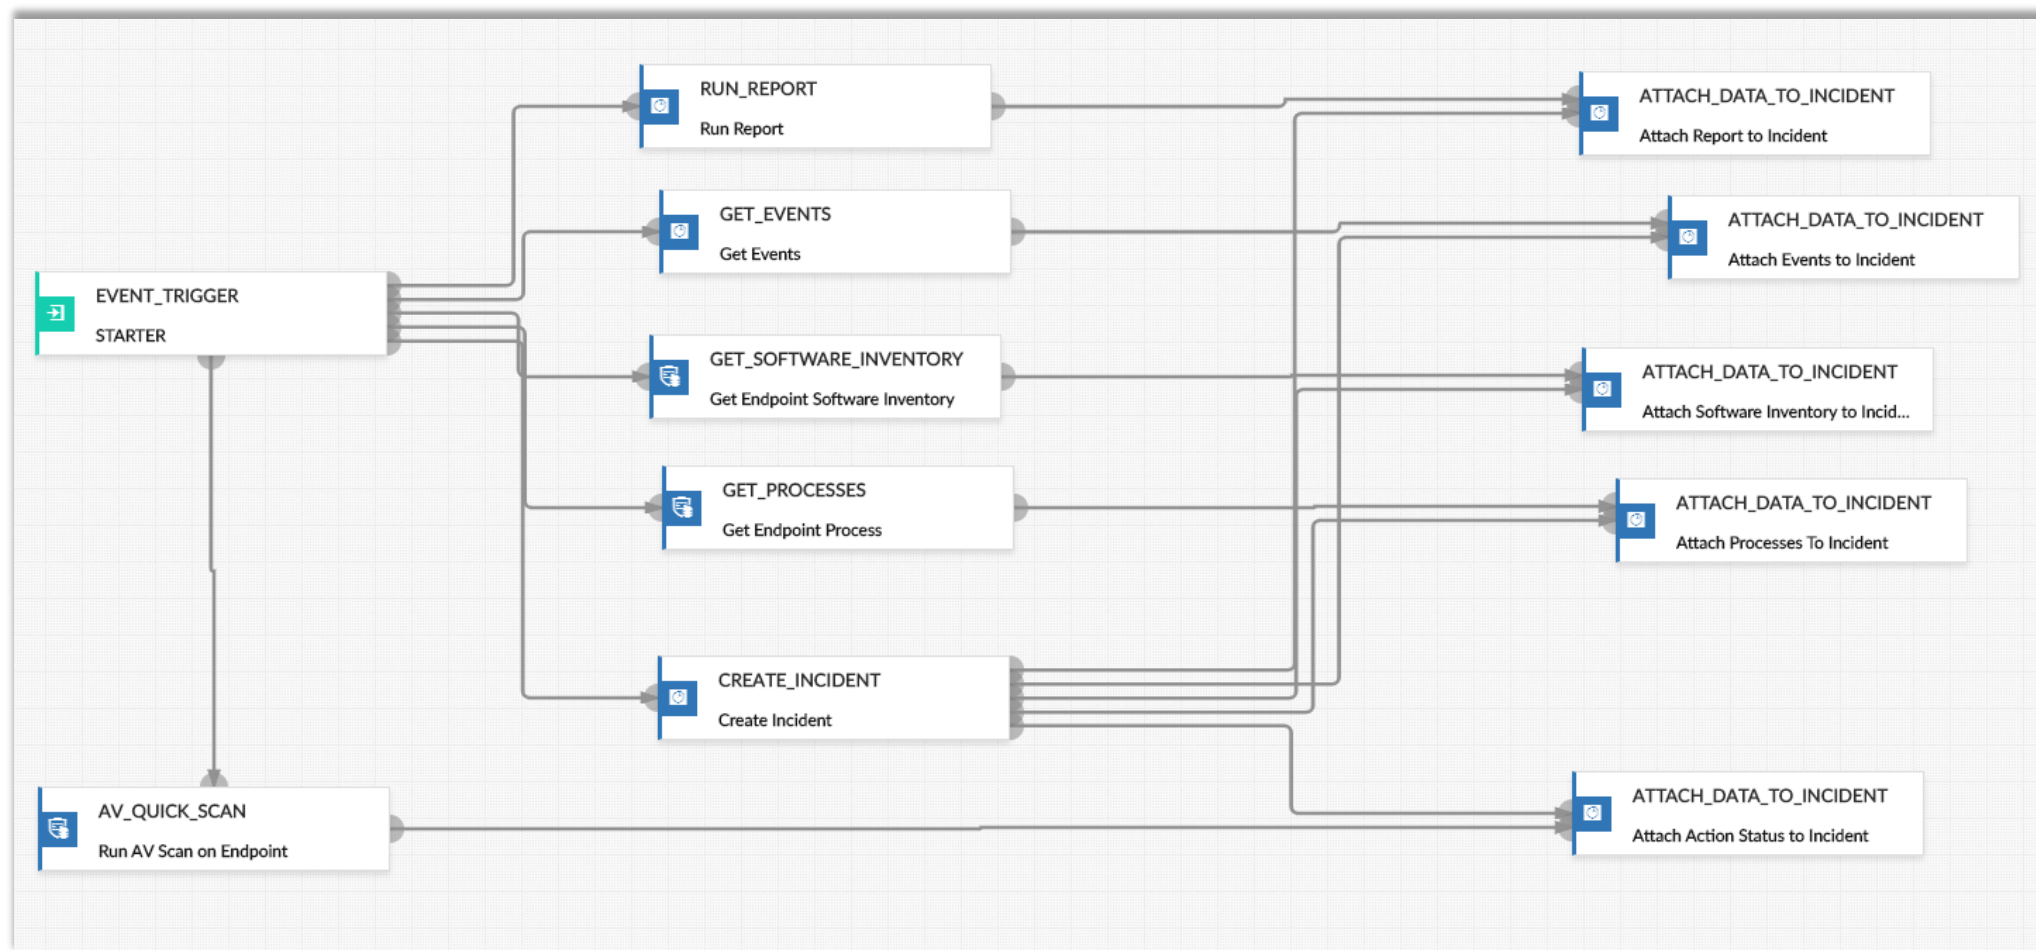 RUN_REPORT
Run Report
ATTACH_DATA_TO_INCIDENT
Attach Report to Incident
GET_EVENTS
Get Events
ATTACH_DATA_TO_INCIDENT
Attach Events to Incident
EVENT_TRIGGER
STARTER
GET_SOFTWARE_INVENTORY
Get Endpoint Software Inventory
ATTACH_DATA_TO_INCIDENT
Attach Software Inventory to Incid...
GET_PROCESSES
Get Endpoint Process
ATTACH_DATA_TO_INCIDENT
Attach Processes To Incident
CREATE_INCIDENT
Create Incident
AV_QUICK_SCAN
Run AV Scan on Endpoint
ATTACH_DATA_TO_INCIDENT
Attach Action Status to Incident